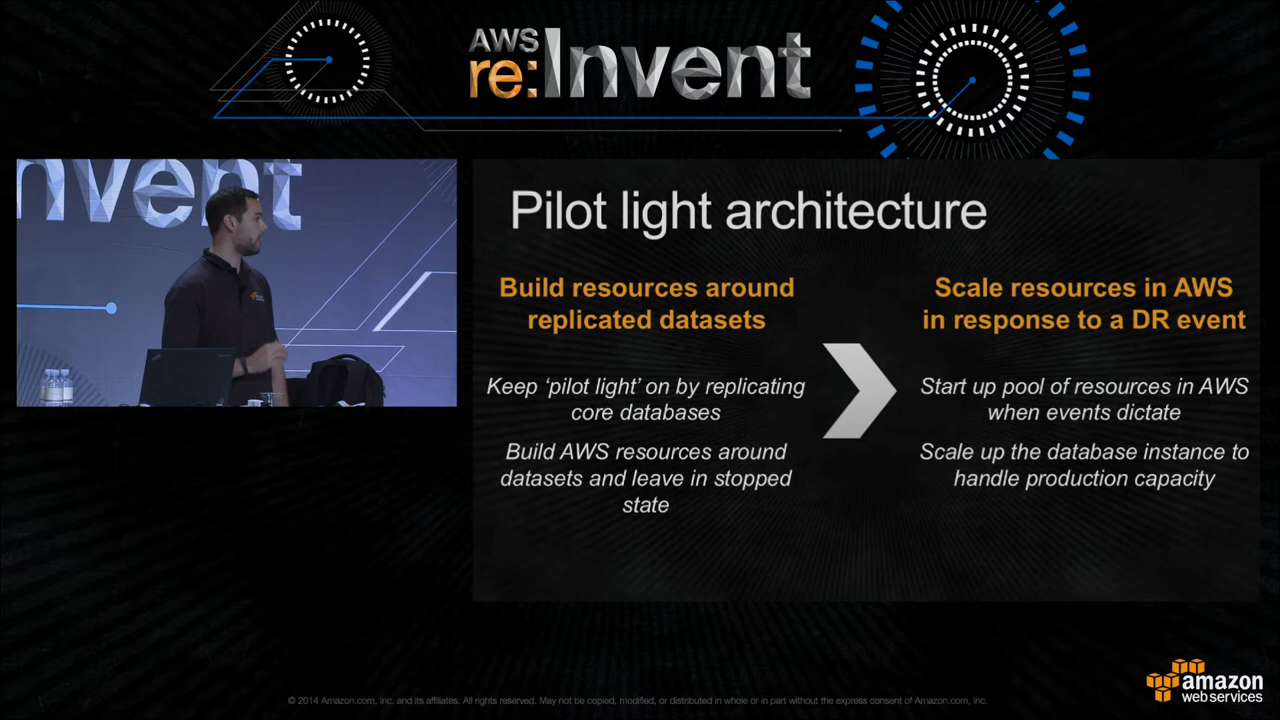 AWS
re:Invent
nvent
Pilot light architecture
Build resources around
replicated datasets
Keep ‘pilot light’ on by replicating
core databases
Build AWS resources around
datasets and leave in stopped
state
Scale resources in AWS
in response to a DR event
Start up pool of resources in AWS
when events dictate
Scale up the database instance to
handle production capacity
amazon
web services
© 2014 Amazon.com, Inc. and its affiliates. All rights reserved. May not be copied, modified, or distributed in whole or in part without the express consent of Amazon.com, Inc.